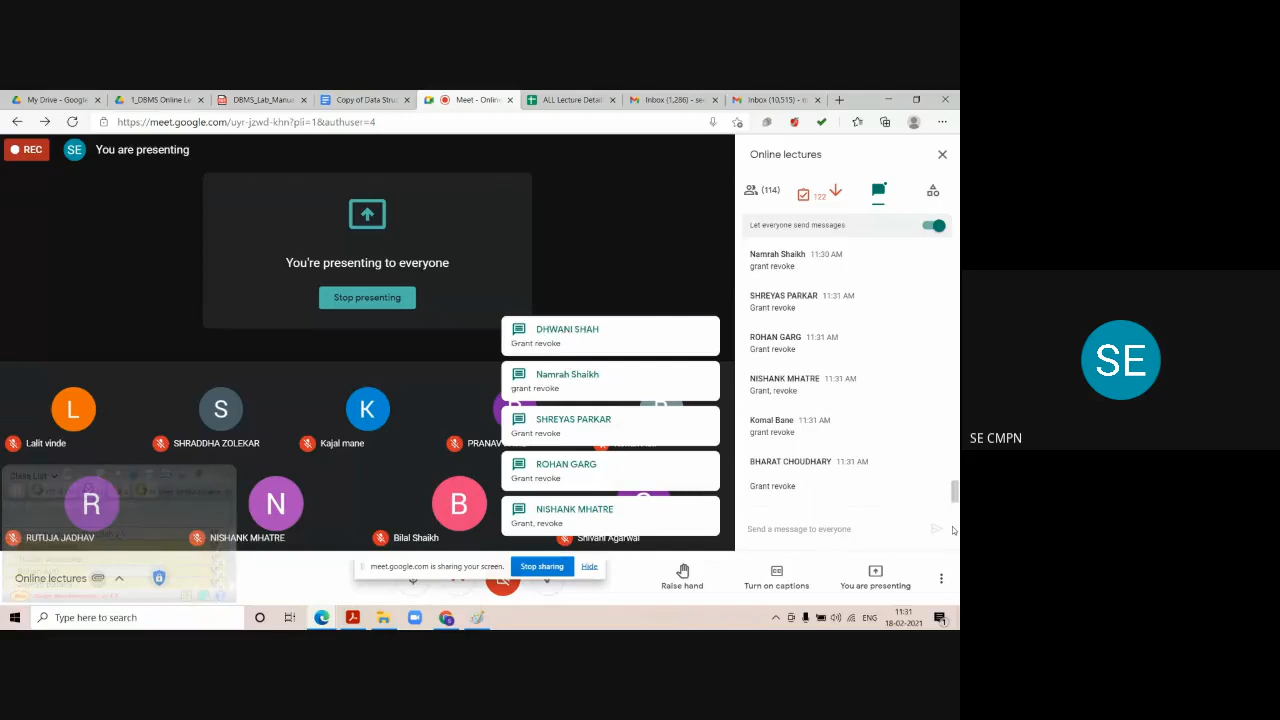 My Drive - Google
1_DBMS Online Le
DBMS_Lab_Manua
Copy of Data Stru
Meet - Onlin
ALL Lecture Detail
Inbox (1,286) - se
Inbox (10,515) - m
https://meet.google.com/uyr-jzwd-khn?pli=1&authuser=4
REC
SE
You are presenting
You're presenting to everyone
Stop presenting
DHWANI SHAH
Grant revoke
Namrah Shaikh
grant revoke
SHREYAS PARKAR
Grant revoke
ROHAN GARG
Grant revoke
NISHANK MHATRE
Grant, revoke
L
S
K
Lalit vinde
SHRADDHA ZOLEKAR
Kajal mane
PRANAV
Class List
R
N
B
RUTUJA JADHAV
NISHANK MHATRE
Bilal Shaikh
Shivani Agarwal
Online lectures
meet.google.com is sharing your screen.
Stop sharing
Hide
Online lectures
(114)
122
Let everyone send messages
Namrah Shaikh 11:30 AM
grant revoke
SHREYAS PARKAR 11:31 AM
Grant revoke
ROHAN GARG 11:31 AM
Grant revoke
NISHANK MHATRE 11:31 AM
Grant, revoke
Komal Bane 11:31 AM
grant revoke
BHARAT CHOUDHARY 11:31 AM
Grant revoke
Send a message to everyone
Raise hand
Turn on captions
You are presenting
Type here to search
ENG
11:31
18-02-2021
SE
SE CMPN